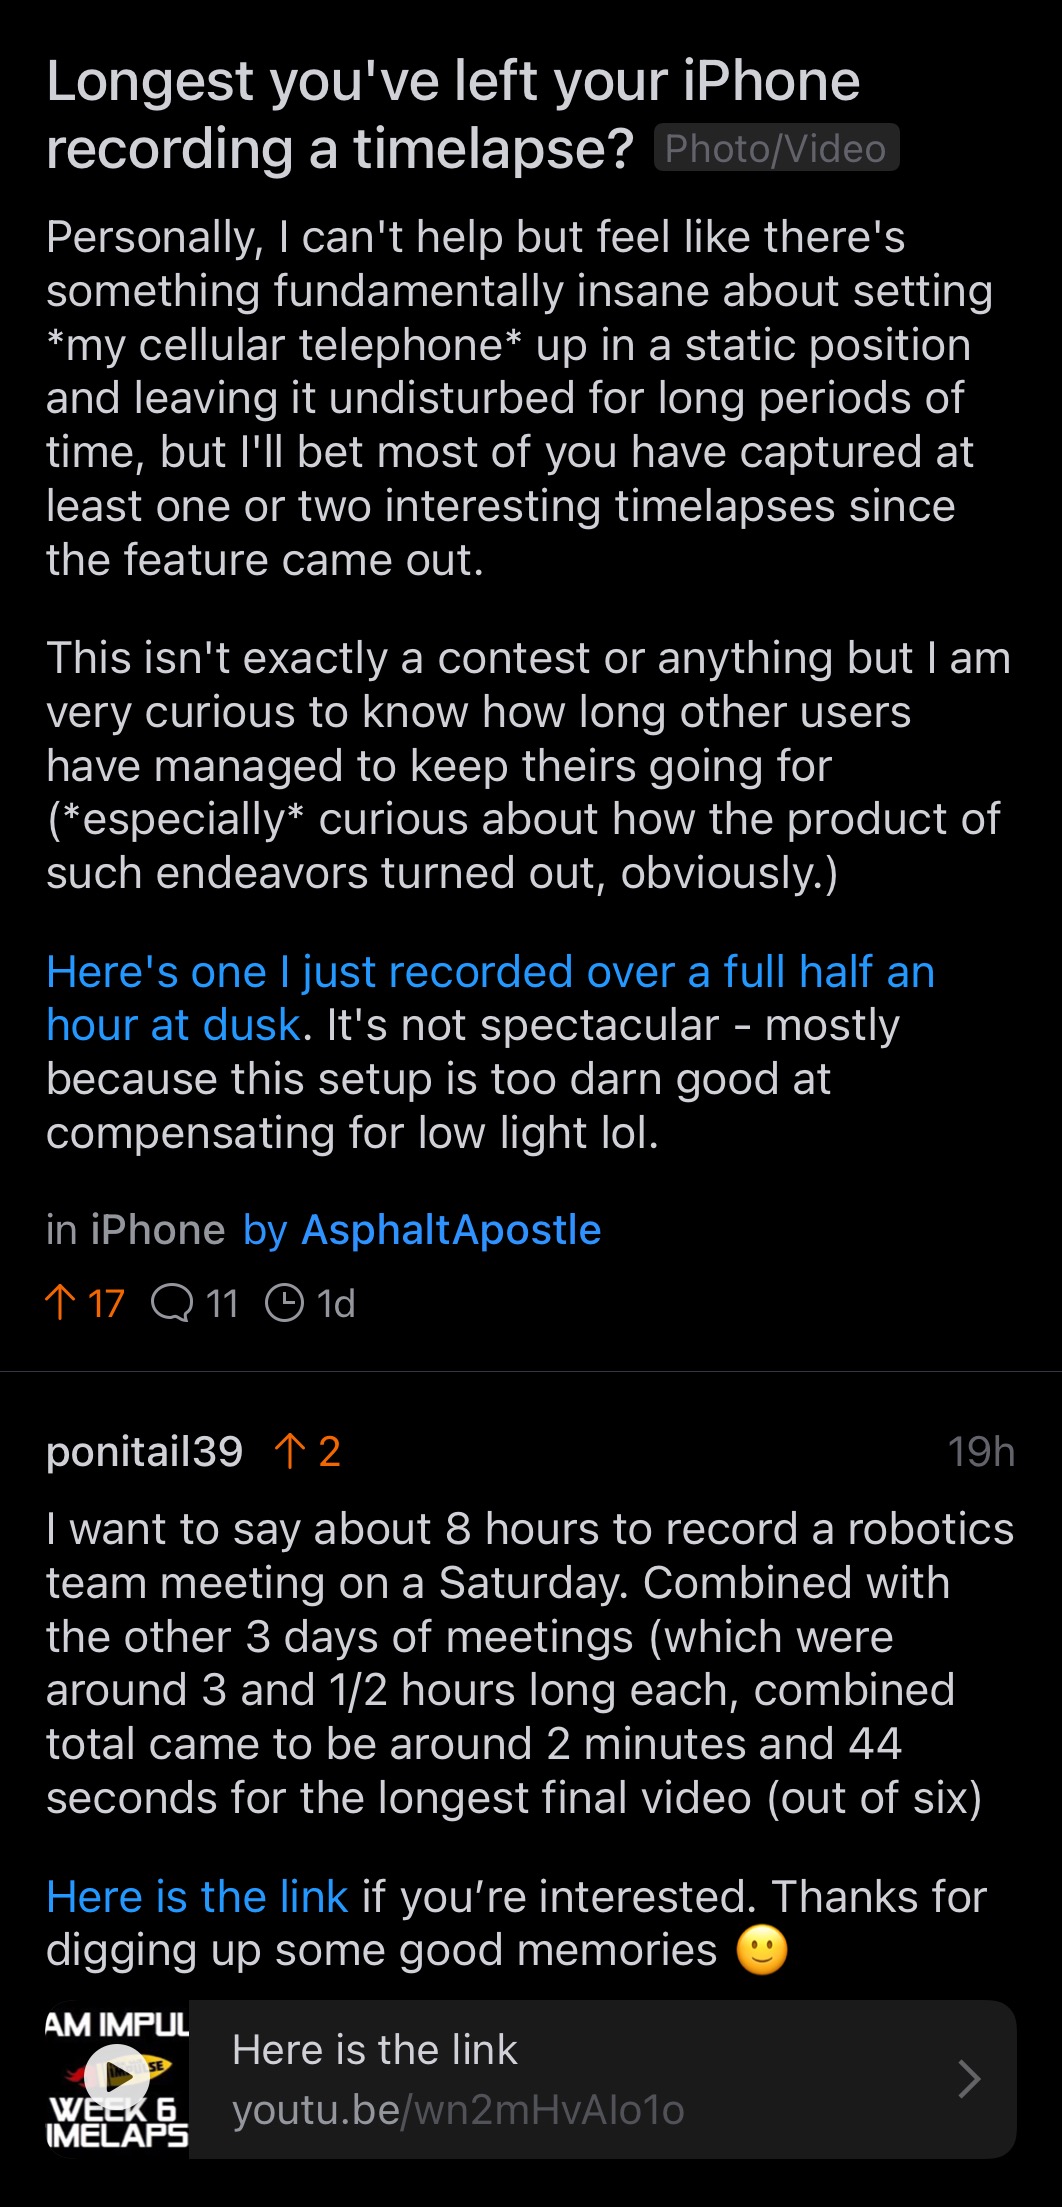 Longest you've left your iPhone
recording a timelapse? Photo/Video
Personally, I can't help but feel like there's
something fundamentally insane about setting
*my cellular telephone* up in a static position
and leaving it undisturbed for long periods of
time, but I'll bet most of you have captured at
least one or two interesting timelapses since
the feature came out.
This isn't exactly a contest or anything but I am
very curious to know how long other users
have managed to keep theirs going for
(*especially* curious about how the product of
such endeavors turned out, obviously.)
Here's one I just recorded over a full half an
hour at dusk. It's not spectacular - mostly
because this setup is too darn good at
compensating for low light lol.
in iPhone by AsphaltApostle
↑ 17 11 1d
ponitail39 ↑ 2 19h
I want to say about 8 hours to record a robotics
team meeting on a Saturday. Combined with
the other 3 days of meetings (which were
around 3 and 1/2 hours long each, combined
total came to be around 2 minutes and 44
seconds for the longest final video (out of six)
Here is the link if you’re interested. Thanks for
digging up some good memories 🙂
AM IMPUL
IMPULSE
WEEK 6
IMELAPS
Here is the link
youtu.be/wn2mHvAlo1o